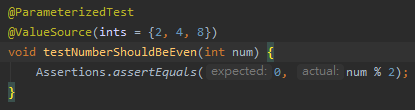 @ParameterizedTest
@ValueSource(ints = {2, 4, 8})
void testNumberShouldBeEven(int num) {
    Assertions.assertEquals( expected: 0, actual: num % 2);
}